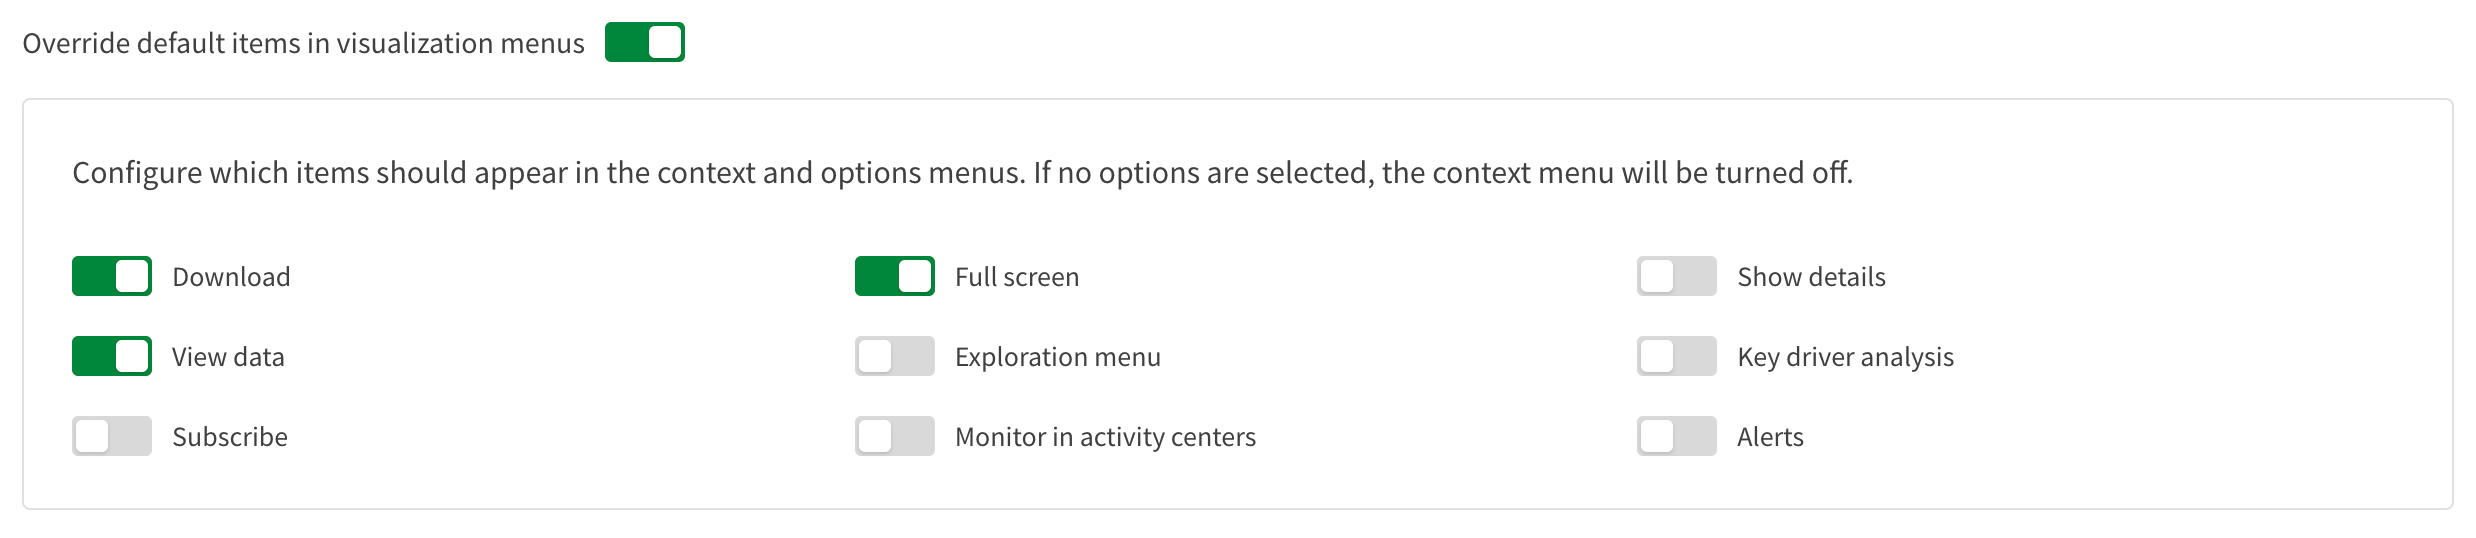 Override default items in visualization menus
Configure which items should appear in the context and options menus. If no options are selected, the context menu will be turned off.
Download
Full screen
Show details
View data
Exploration menu
Key driver analysis
Subscribe
Monitor in activity centers
Alerts